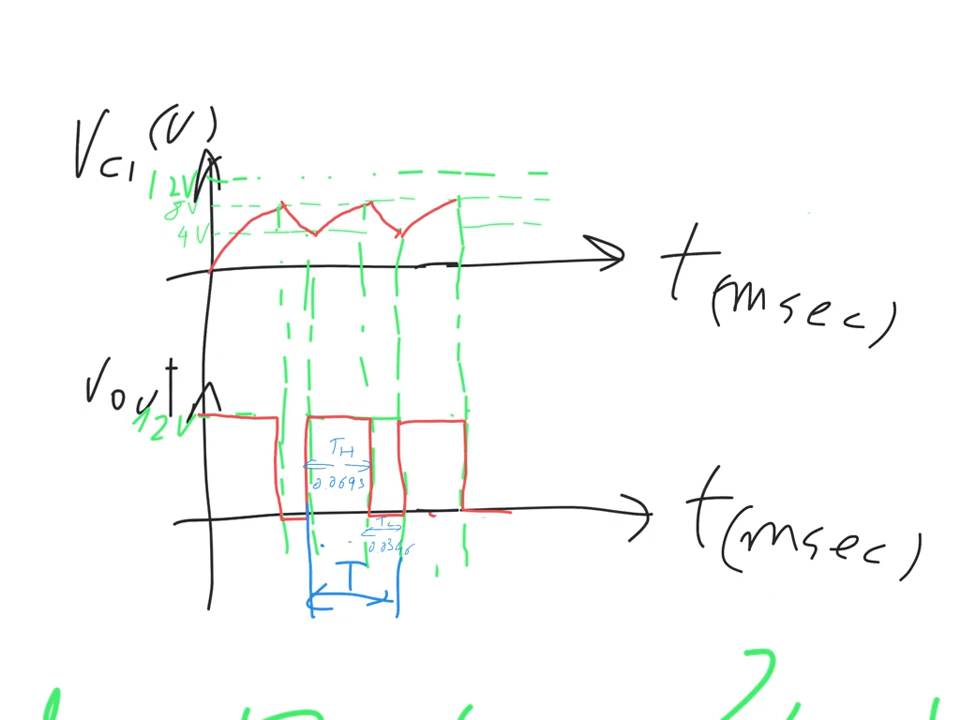 VC1 (V)
12V
8V
4V
t(msec)
VOUT
12V
TH
0.0693
t(msec)
TL
0.0346
T